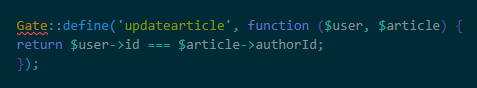 Gate::define('updatearticle', function ($user, $article) {
return $user->id === $article->authorId;
});